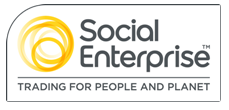 Social
Enterprise™
TRADING FOR PEOPLE AND PLANET